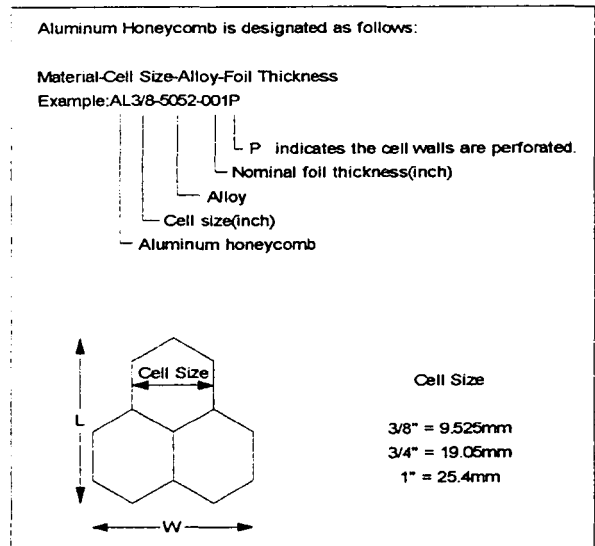 Aluminum Honeycomb is designated as follows:
Material-Cell Size-Alloy-Foil Thickness
Example:AL3/8-5052-001P
P indicates the cell walls are perforated.
Nominal foil thickness(inch)
Alloy
Cell size(inch)
Aluminum honeycomb
Cell Size
L
W
Cell Size
3/8" = 9.525mm
3/4" = 19.05mm
1" = 25.4mm